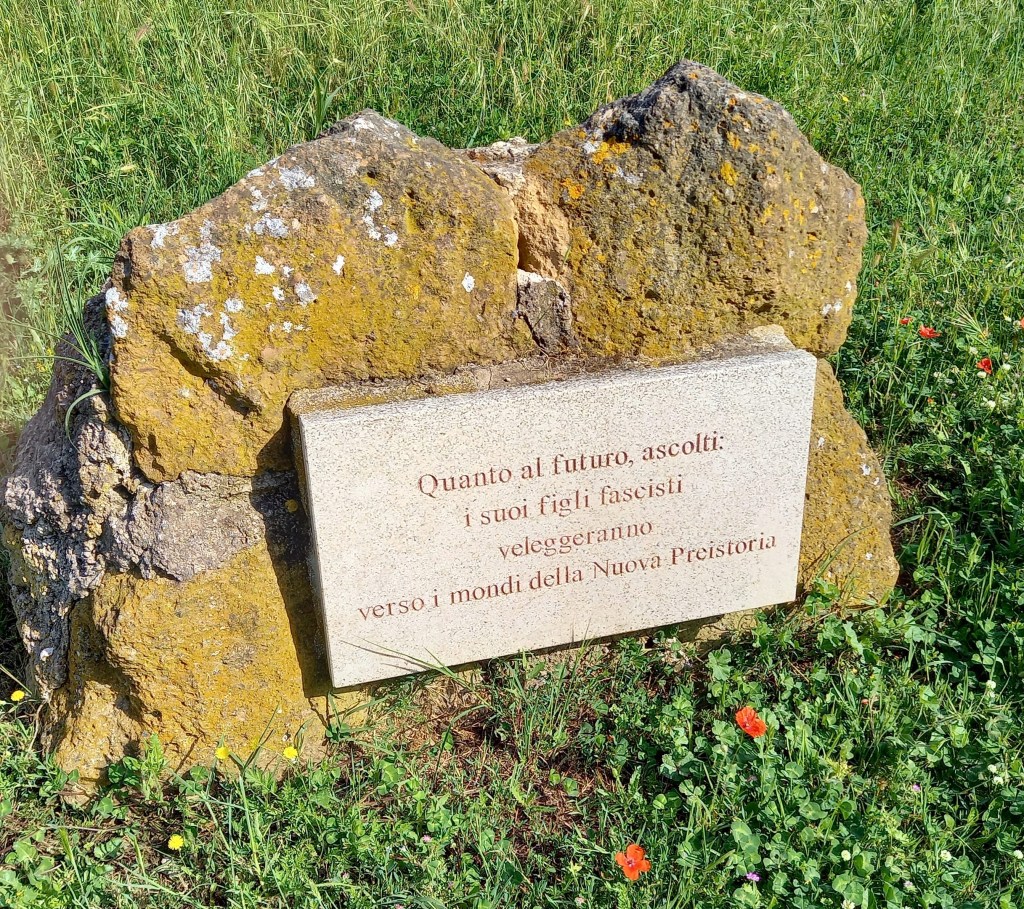 Quanto al futuro, ascolti:
i suoi figli fascisti
veleggeranno
verso i mondi della Nuova Preistoria